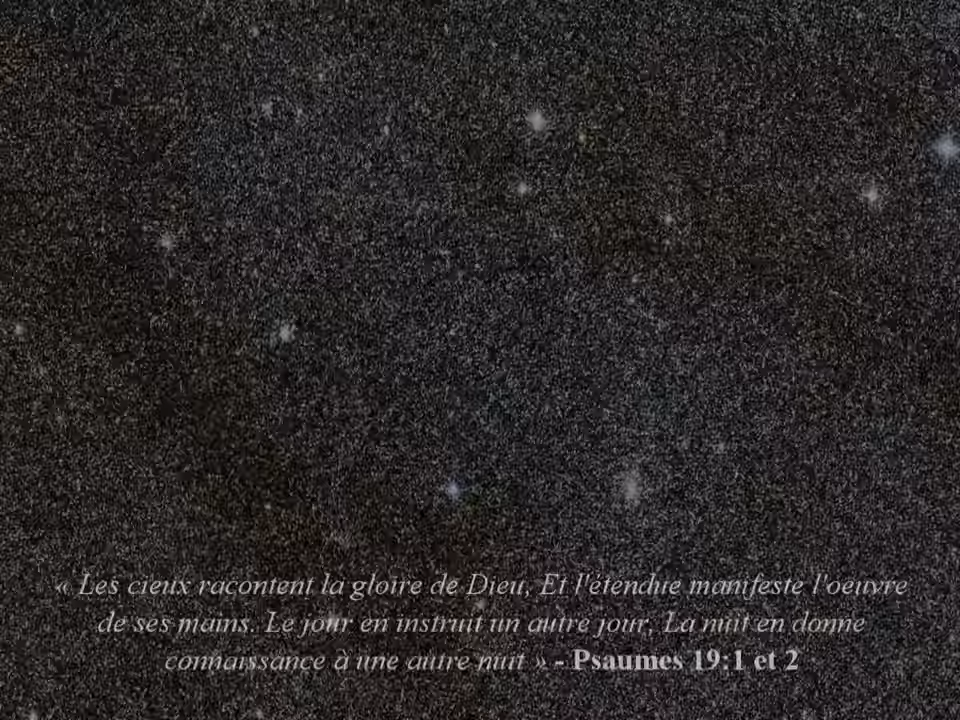 « Les cieux racontent la gloire de Dieu, Et l'étendue manifeste l'oeuvre
de ses mains. Le jour en instruit un autre jour, La nuit en donne
connaissance à une autre nuit » - Psaumes 19:1 et 2